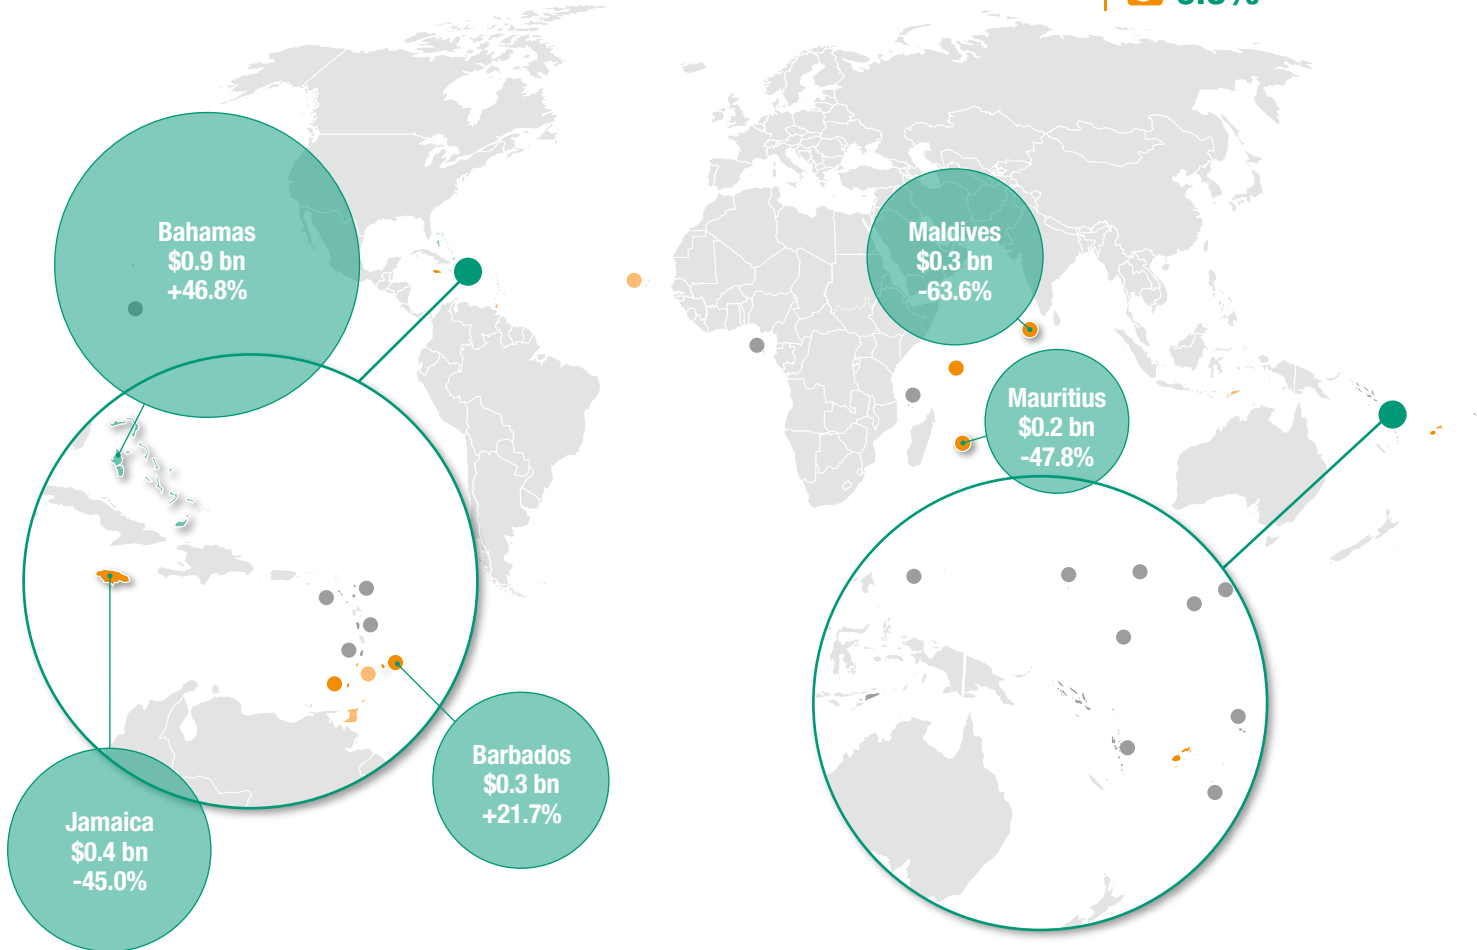 Bahamas
$0.9 bn
+46.8%
Maldives
$0.3 bn
-63.6%
Mauritius
$0.2 bn
-47.8%
Barbados
$0.3 bn
+21.7%
Jamaica
$0.4 bn
-45.0%